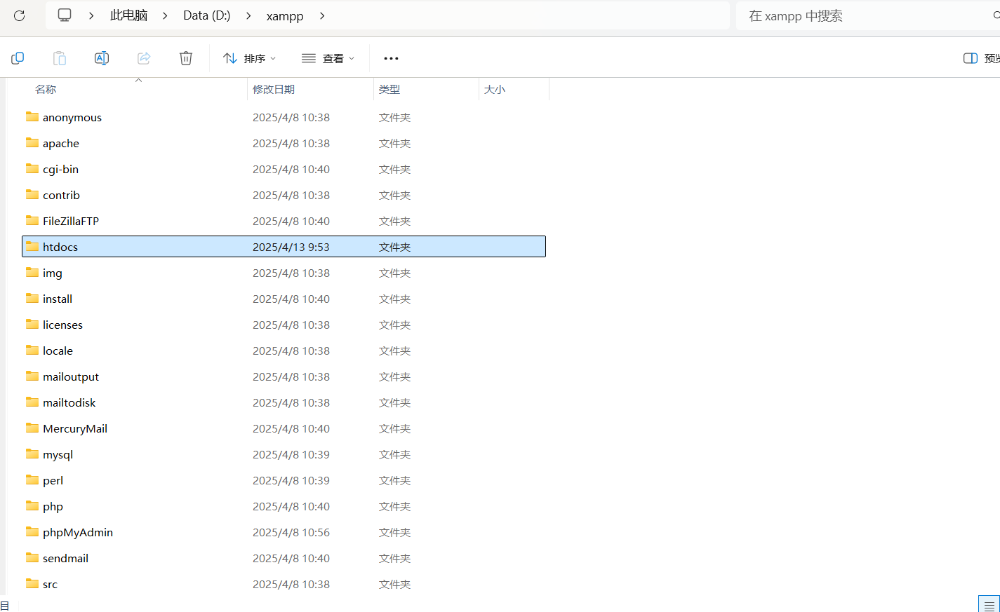 此电脑 Data (D:) xampp 在 xampp 中搜索
排序 查看 预览
名称 修改日期 类型 大小
anonymous 2025/4/8 10:38 文件夹
apache 2025/4/8 10:38 文件夹
cgi-bin 2025/4/8 10:40 文件夹
contrib 2025/4/8 10:38 文件夹
FileZillaFTP 2025/4/8 10:40 文件夹
htdocs 2025/4/13 9:53 文件夹
img 2025/4/8 10:38 文件夹
install 2025/4/8 10:40 文件夹
licenses 2025/4/8 10:38 文件夹
locale 2025/4/8 10:38 文件夹
mailoutput 2025/4/8 10:38 文件夹
mailtodisk 2025/4/8 10:38 文件夹
MercuryMail 2025/4/8 10:40 文件夹
mysql 2025/4/8 10:39 文件夹
perl 2025/4/8 10:39 文件夹
php 2025/4/8 10:40 文件夹
phpMyAdmin 2025/4/8 10:56 文件夹
sendmail 2025/4/8 10:40 文件夹
src 2025/4/8 10:38 文件夹
目